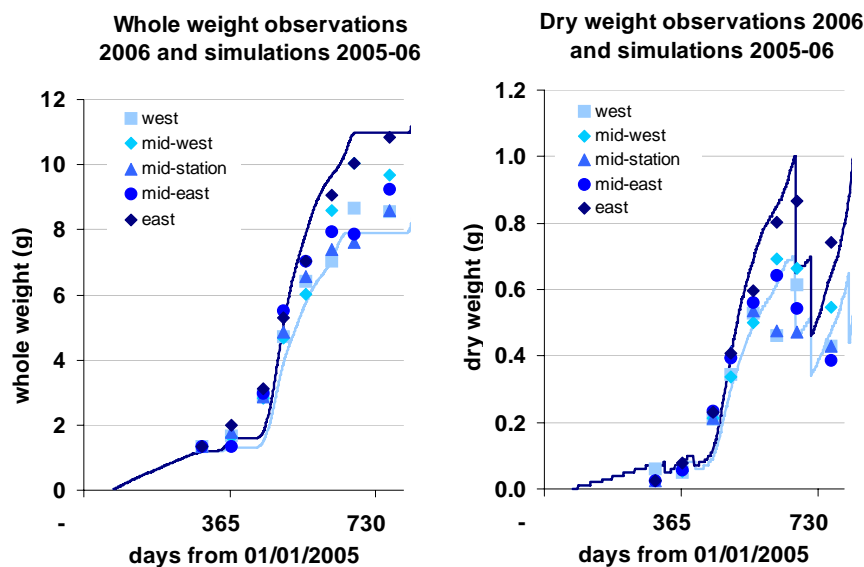 Whole weight observations
2006 and simulations 2005-06
12
10
8
6
4
2
0
-
365
730
whole weight (g)
days from 01/01/2005
west
mid-west
mid-station
mid-east
east
Dry weight observations 2006
and simulations 2005-06
1.2
1.0
0.8
0.6
0.4
0.2
0.0
-
365
730
dry weight (g)
days from 01/01/2005
west
mid-west
mid-station
mid-east
east